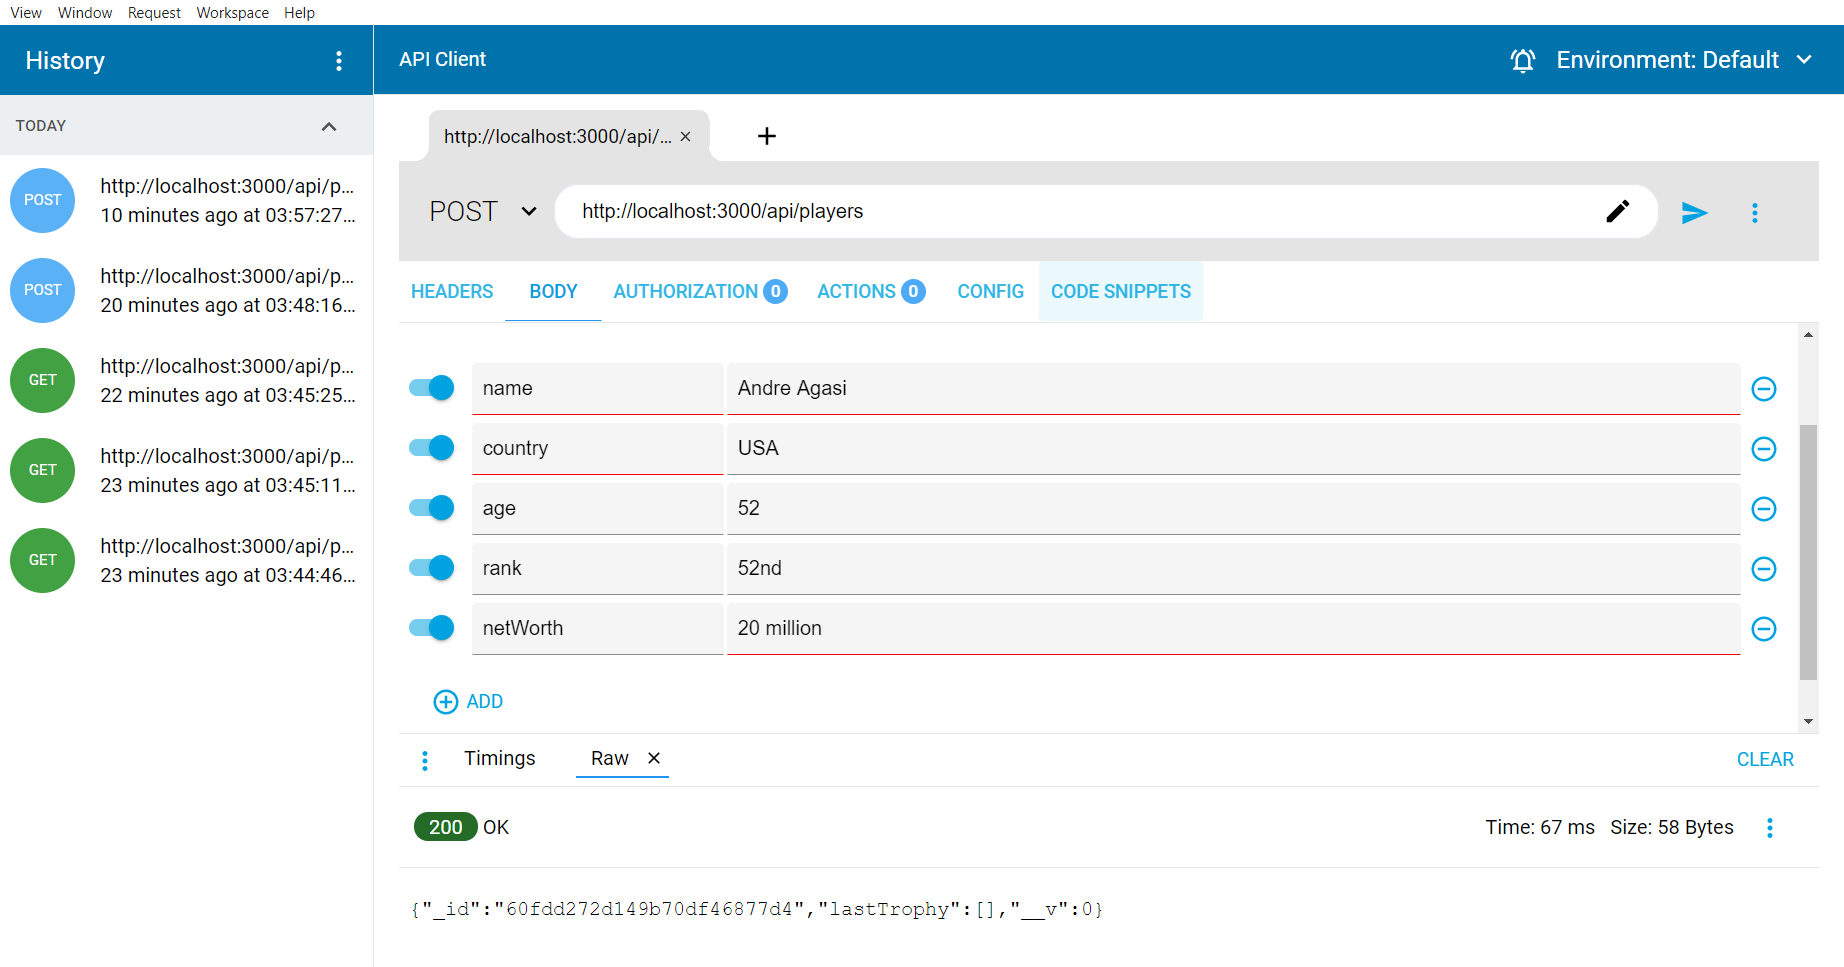 View Window Request Workspace Help
History
API Client
Environment: Default
TODAY
POST
http://localhost:3000/api/p...
10 minutes ago at 03:57:27...
POST
http://localhost:3000/api/p...
20 minutes ago at 03:48:16...
GET
http://localhost:3000/api/p...
22 minutes ago at 03:45:25...
GET
http://localhost:3000/api/p...
23 minutes ago at 03:45:11...
GET
http://localhost:3000/api/p...
23 minutes ago at 03:44:46...
http://localhost:3000/api/...
POST http://localhost:3000/api/players
HEADERS BODY AUTHORIZATION 0 ACTIONS 0 CONFIG CODE SNIPPETS
name Andre Agasi
country USA
age 52
rank 52nd
netWorth 20 million
ADD
Timings Raw CLEAR
200 OK Time: 67 ms Size: 58 Bytes
{"_id":"60fdd272d149b70df46877d4","lastTrophy":[],"__v":0}